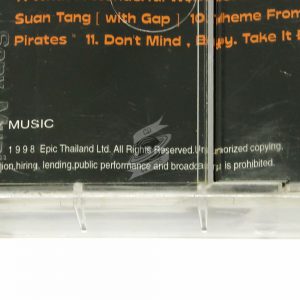 Suan Tang [ with Gap ] 10. Theme From
Pirates" 11. Don't Mind , Baby. Take It
MUSIC
1998 Epic Thailand Ltd. All Rights Reserved.Unauthorized copying,
hiring, lending,public performance and broadcast is prohibited.